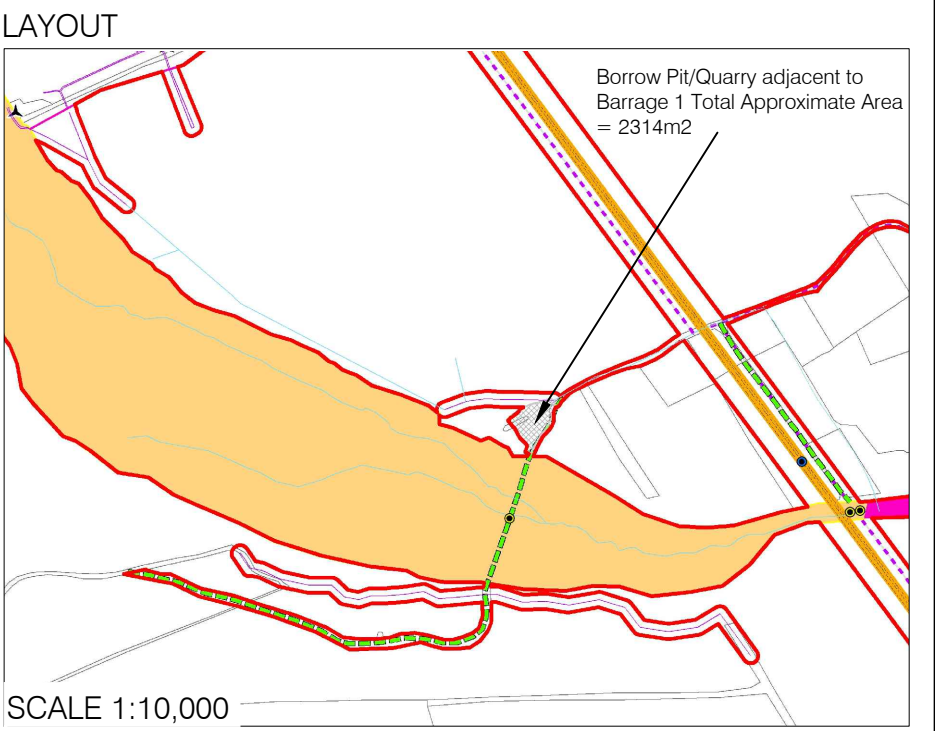 LAYOUT
Borrow Pit/Quarry adjacent to
Barrage 1 Total Approximate Area
= 2314m2
SCALE 1:10,000